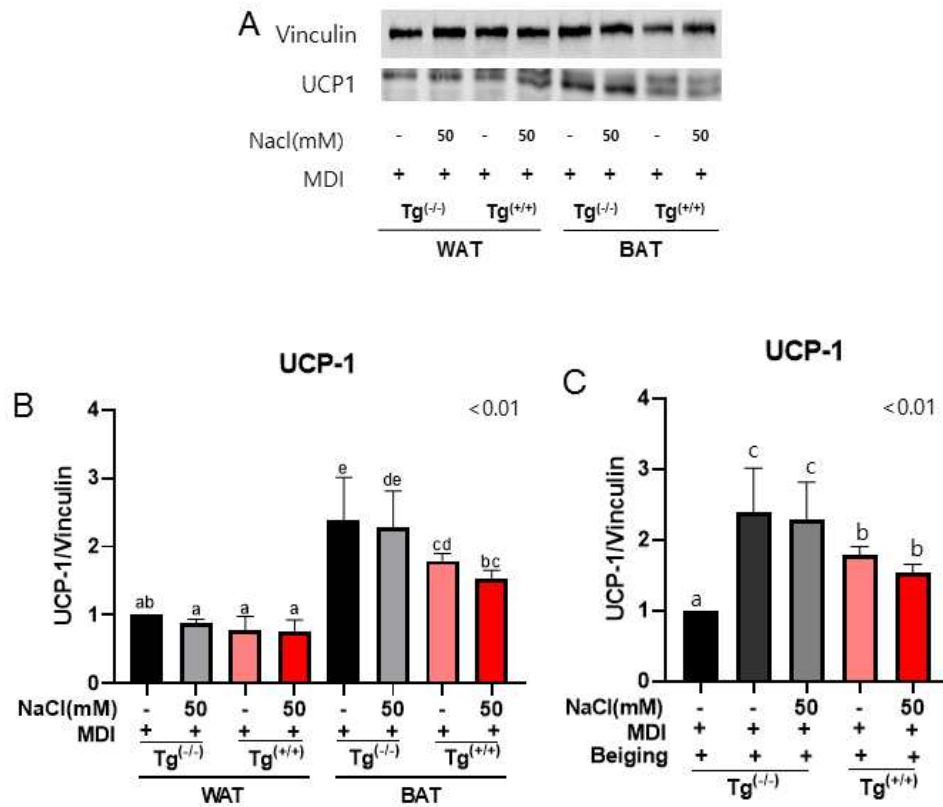 A
Vinculin
UCP1
Nacl(mM) - 50 - 50 - 50 - 50
MDI + + + + + + + +
Tg(-/-) Tg(+/+) Tg(-/-) Tg(+/+)
WAT BAT
B
UCP-1
<0.01
UCP-1/Vinculin
4
3
2
1
0
ab a a a e de cd bc
NaCl(mM) - 50 - 50 - 50 - 50
MDI + + + + + + + +
Tg(-/-) Tg(+/+) Tg(-/-) Tg(+/+)
WAT BAT
C
UCP-1
<0.01
UCP-1/Vinculin
4
3
2
1
0
a c c b b
NaCl(mM) - - 50 - 50
MDI + + + + +
Beiging + + + + +
Tg(-/-) Tg(+/+)